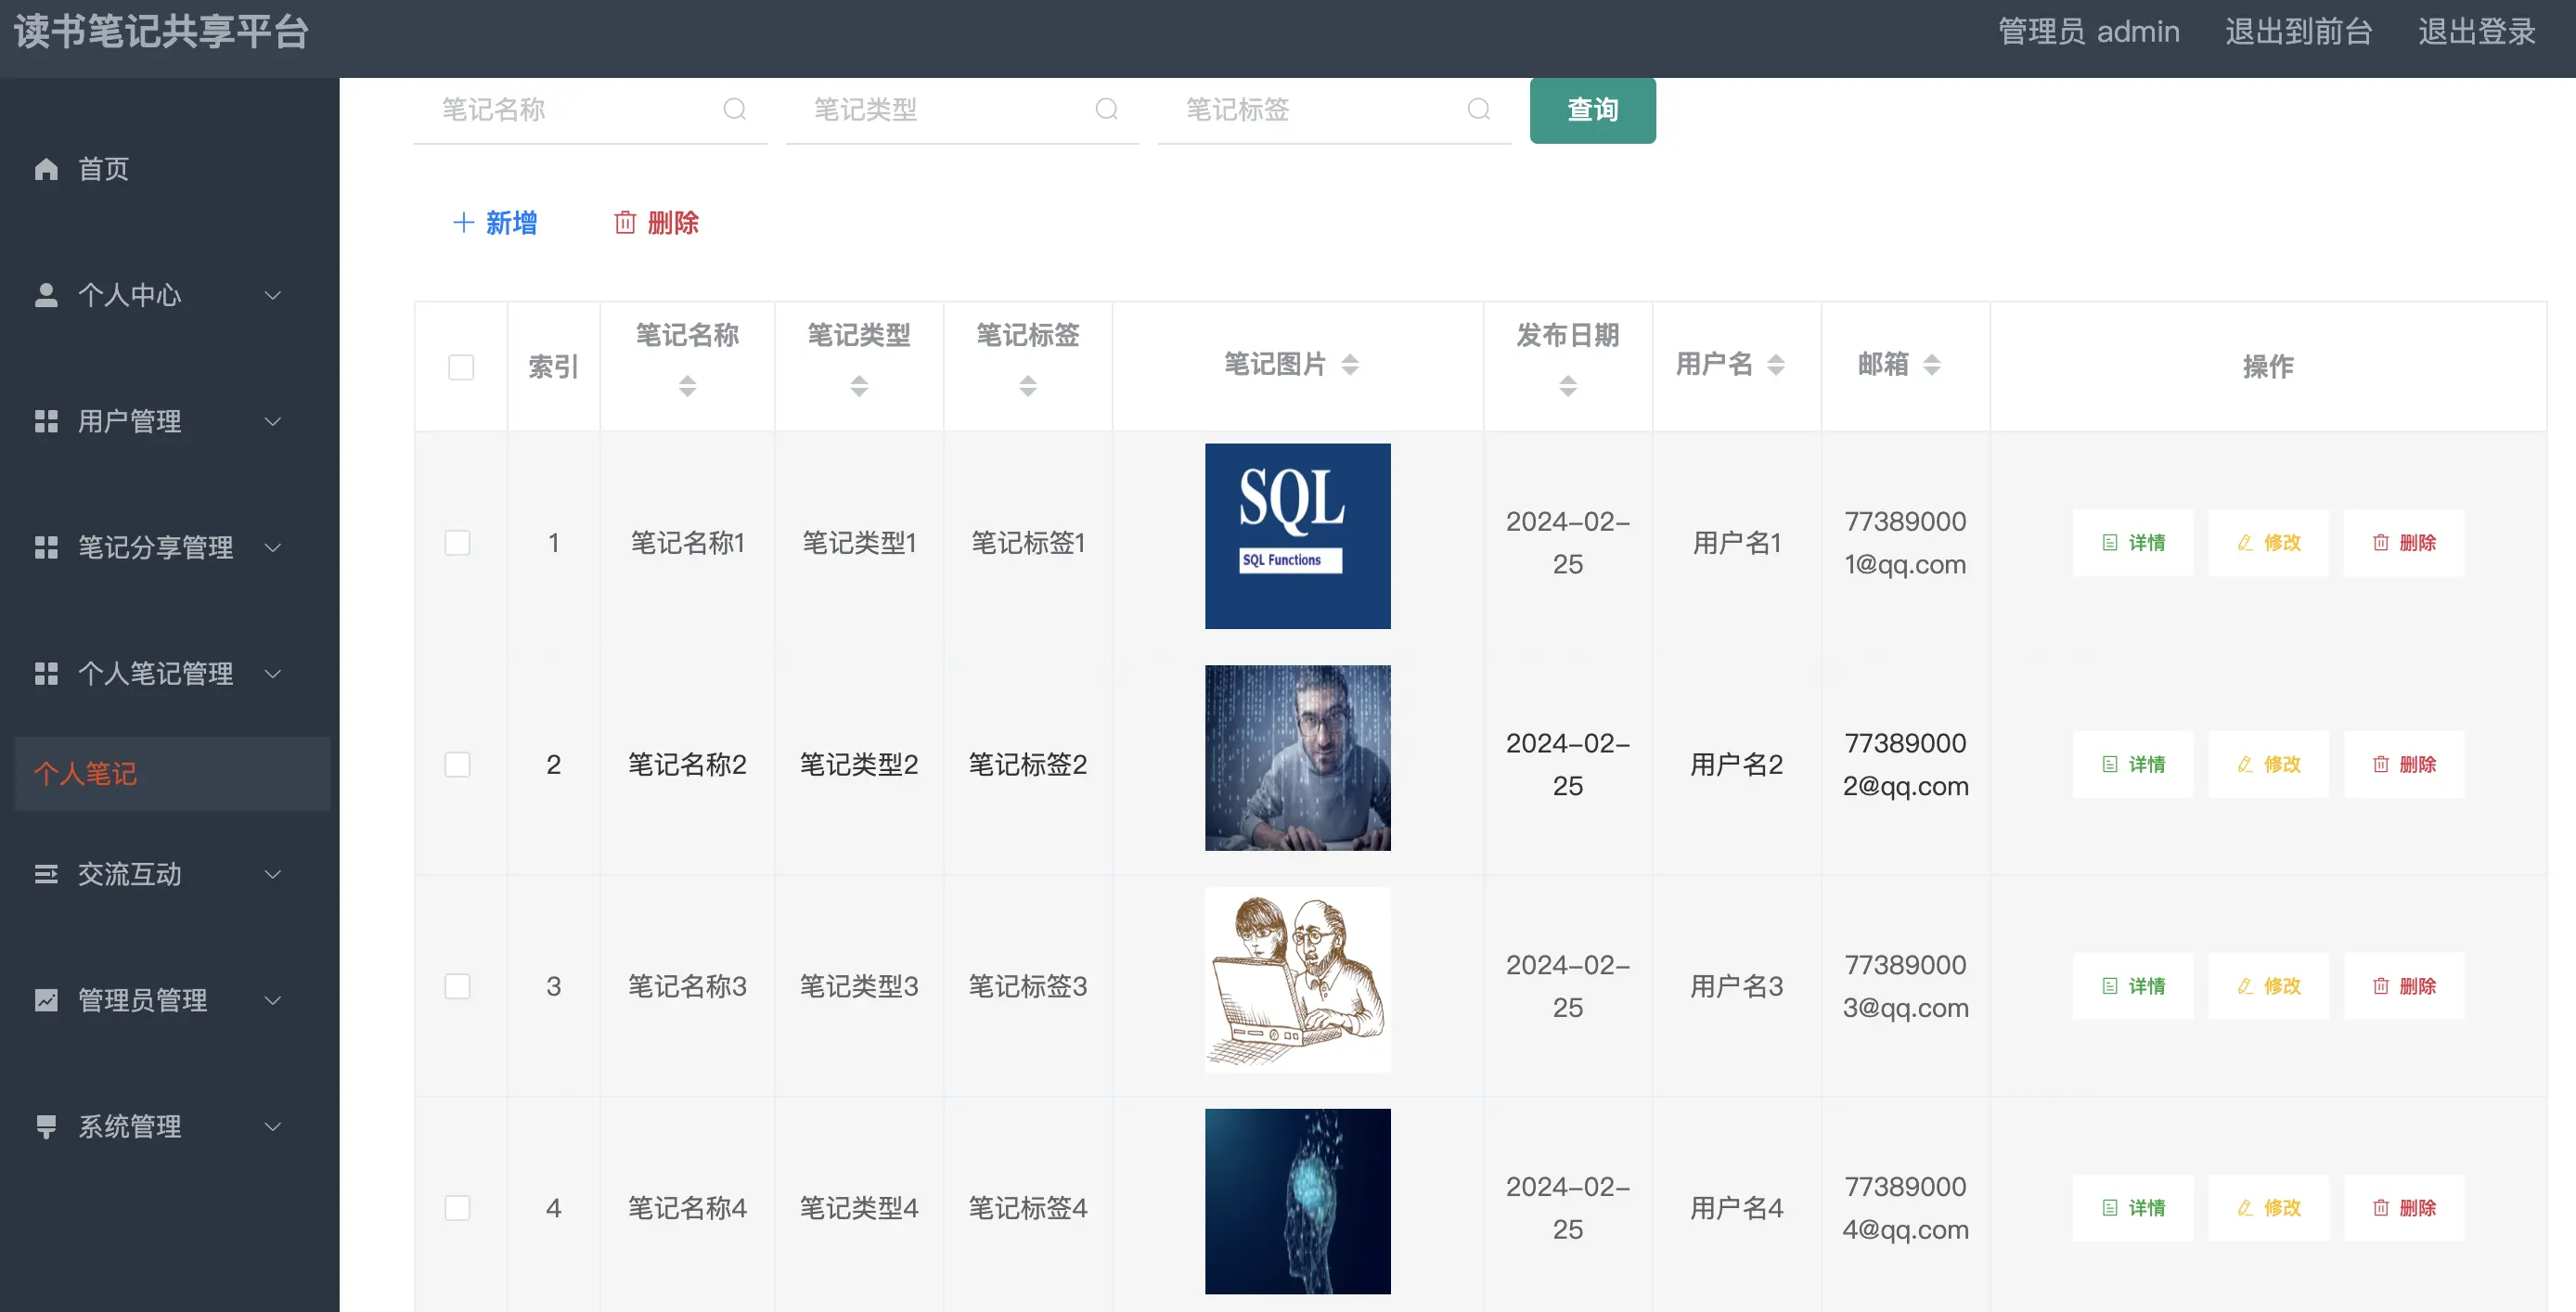 读书笔记共享平台
管理员 admin 退出到前台 退出登录
首页
个人中心
用户管理
笔记分享管理
个人笔记管理
个人笔记
交流互动
管理员管理
系统管理
笔记名称 笔记类型 笔记标签 查询
新增 删除
索引 笔记名称 笔记类型 笔记标签 笔记图片 发布日期 用户名 邮箱 操作
SQL
SQL Functions
1 笔记名称1 笔记类型1 笔记标签1 2024-02- 用户名1 77389000 详情 修改 删除
25 1@qq.com
2 笔记名称2 笔记类型2 笔记标签2 2024-02- 用户名2 77389000 详情 修改 删除
25 2@qq.com
3 笔记名称3 笔记类型3 笔记标签3 2024-02- 用户名3 77389000 详情 修改 删除
25 3@qq.com
4 笔记名称4 笔记类型4 笔记标签4 2024-02- 用户名4 77389000 详情 修改 删除
25 4@qq.com